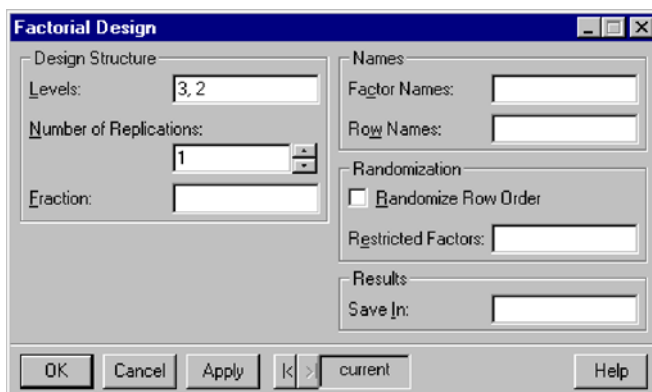 Factorial Design
Design Structure
Levels: 3, 2
Number of Replications:
1
Fraction:
Names
Factor Names:
Row Names:
Randomization
Randomize Row Order
Restricted Factors:
Results
Save In:
OK Cancel Apply current Help